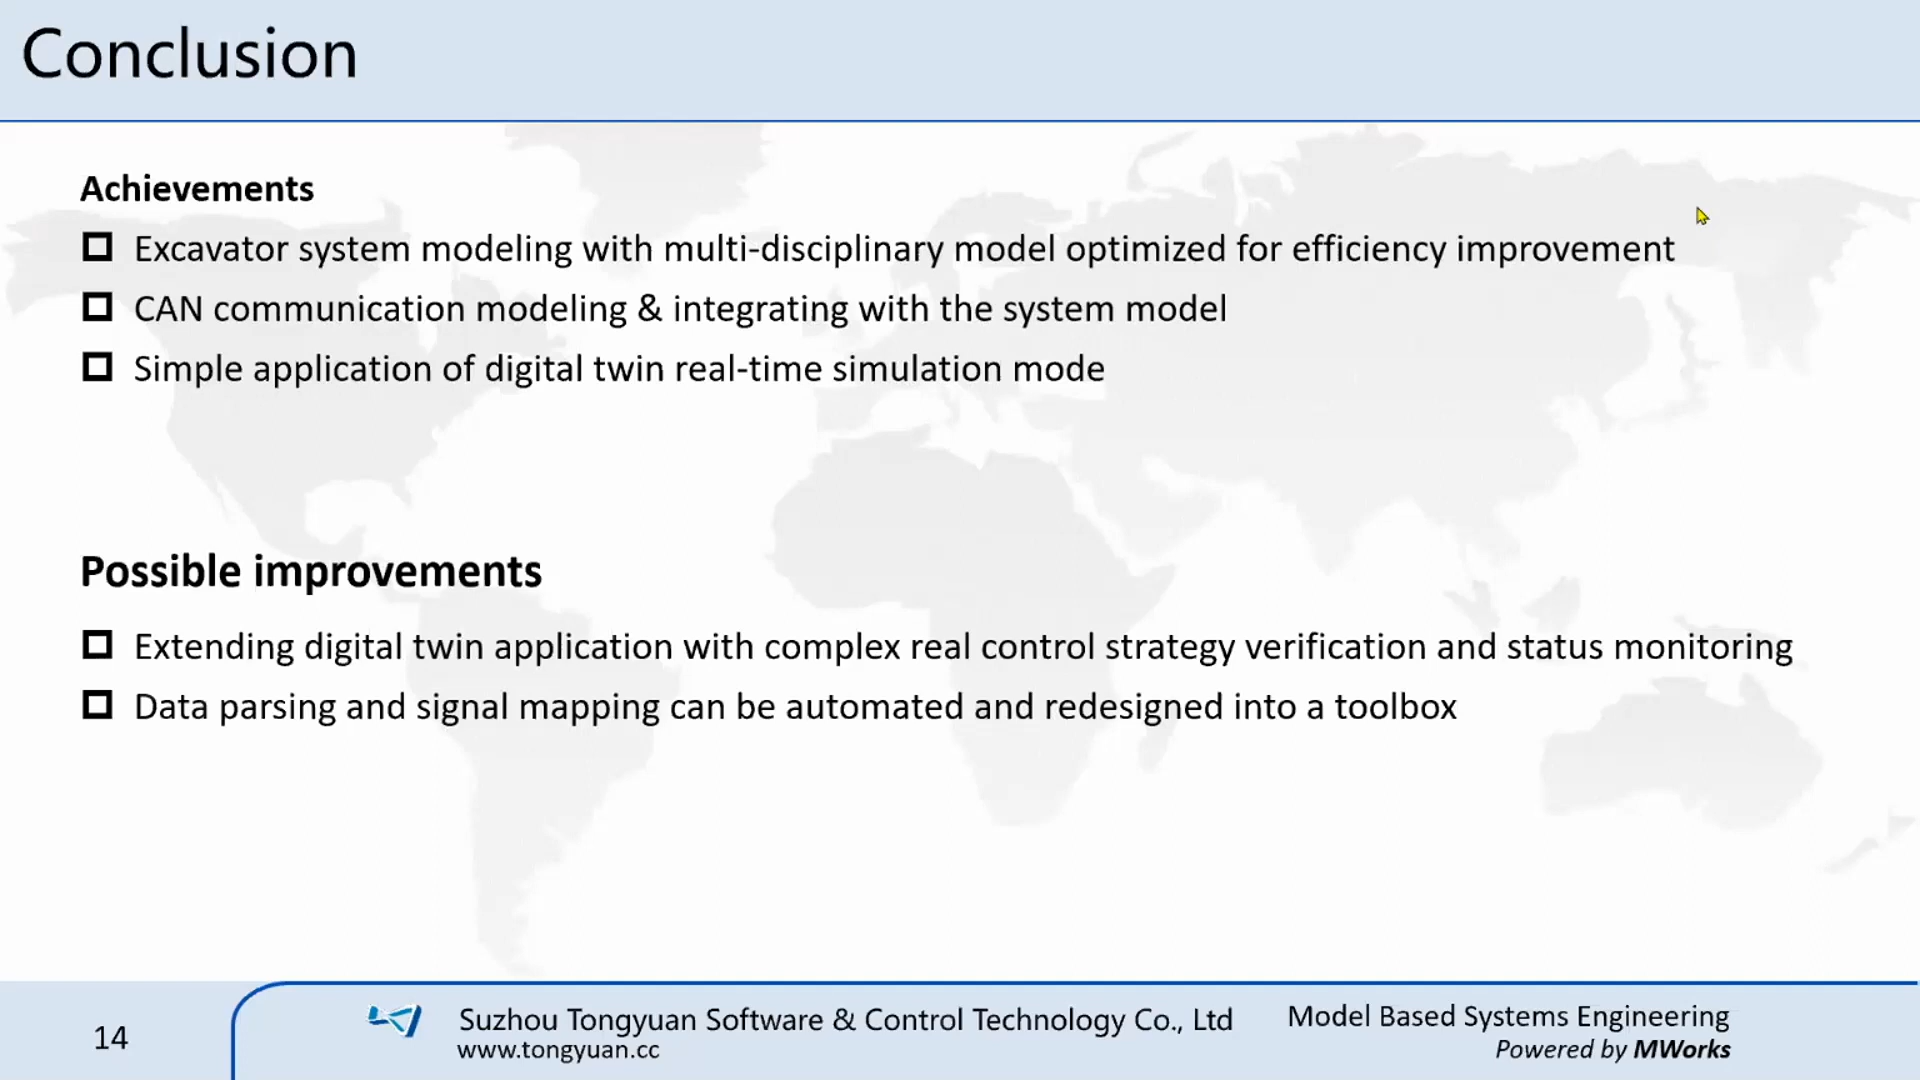 Conclusion
Achievements
Excavator system modeling with multi-disciplinary model optimized for efficiency improvement
CAN communication modeling & integrating with the system model
Simple application of digital twin real-time simulation mode
Possible improvements
Extending digital twin application with complex real control strategy verification and status monitoring
Data parsing and signal mapping can be automated and redesigned into a toolbox
14
Suzhou Tongyuan Software & Control Technology Co., Ltd
www.tongyuan.cc
Model Based Systems Engineering
Powered by MWorks